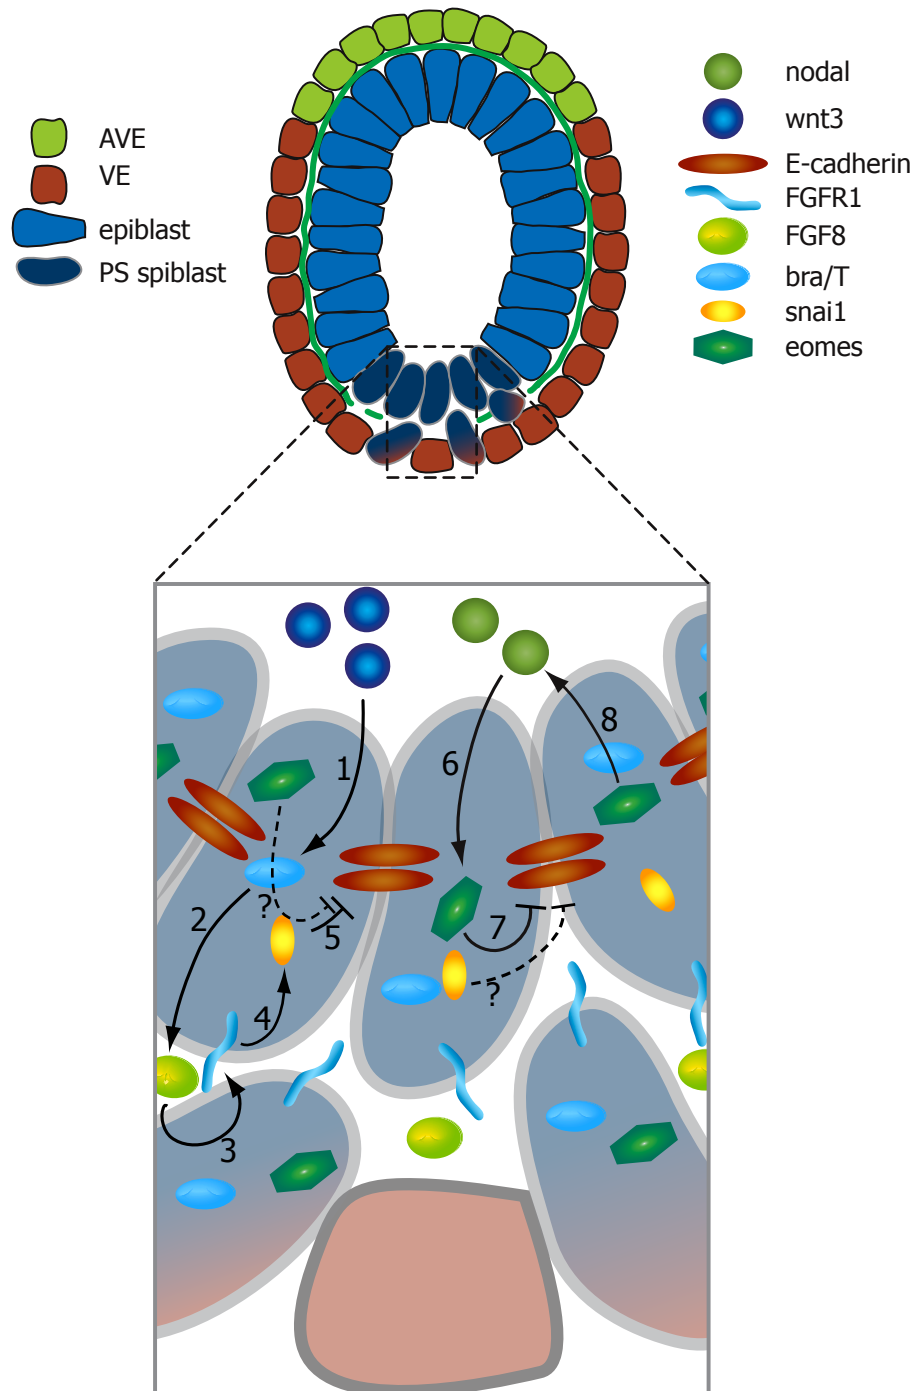 AVE
VE
epiblast
PS spiblast
nodal
wnt3
E-cadherin
FGFR1
FGF8
bra/T
snai1
eomes
1
2
?
5
4
3
6
7
?
8